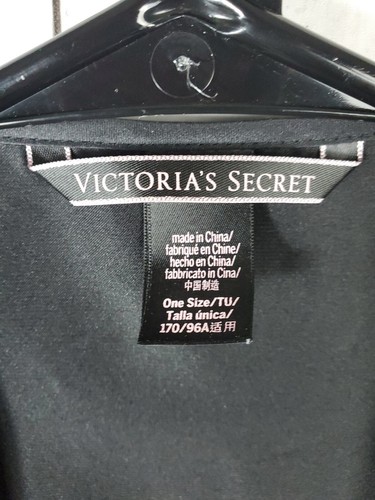 VICTORIA'S SECRET
made in China/
fabriqué en Chine/
hecho en China/
fabbricato in Cina/
中国制造
One Size/TU/
Talla única/
170/96A适用